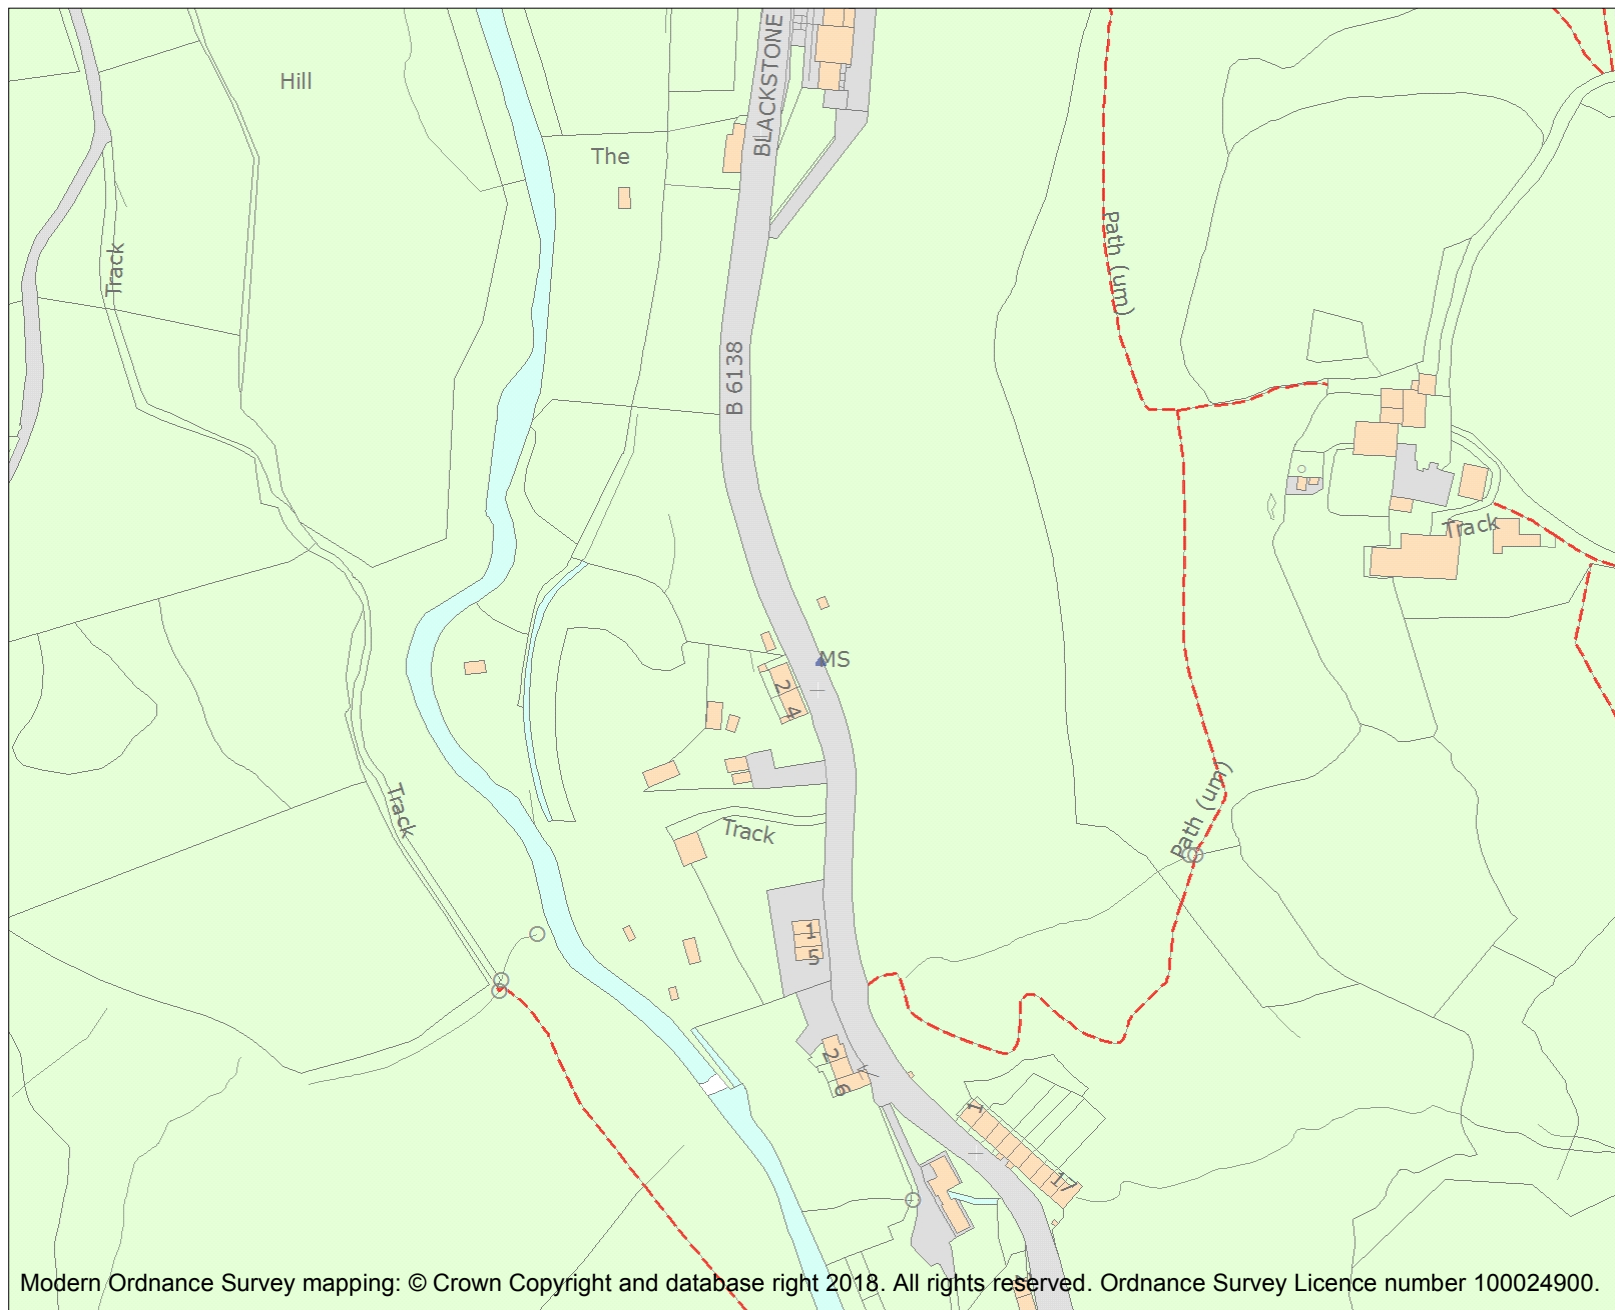 BLACKSTONE
Hill
The
Track
Path (um)
B 6138
Track
MS
2
4
Track
Track
Path (um)
1
5
2
6
1
17
Modern Ordnance Survey mapping: © Crown Copyright and database right 2018. All rights reserved. Ordnance Survey Licence number 100024900.